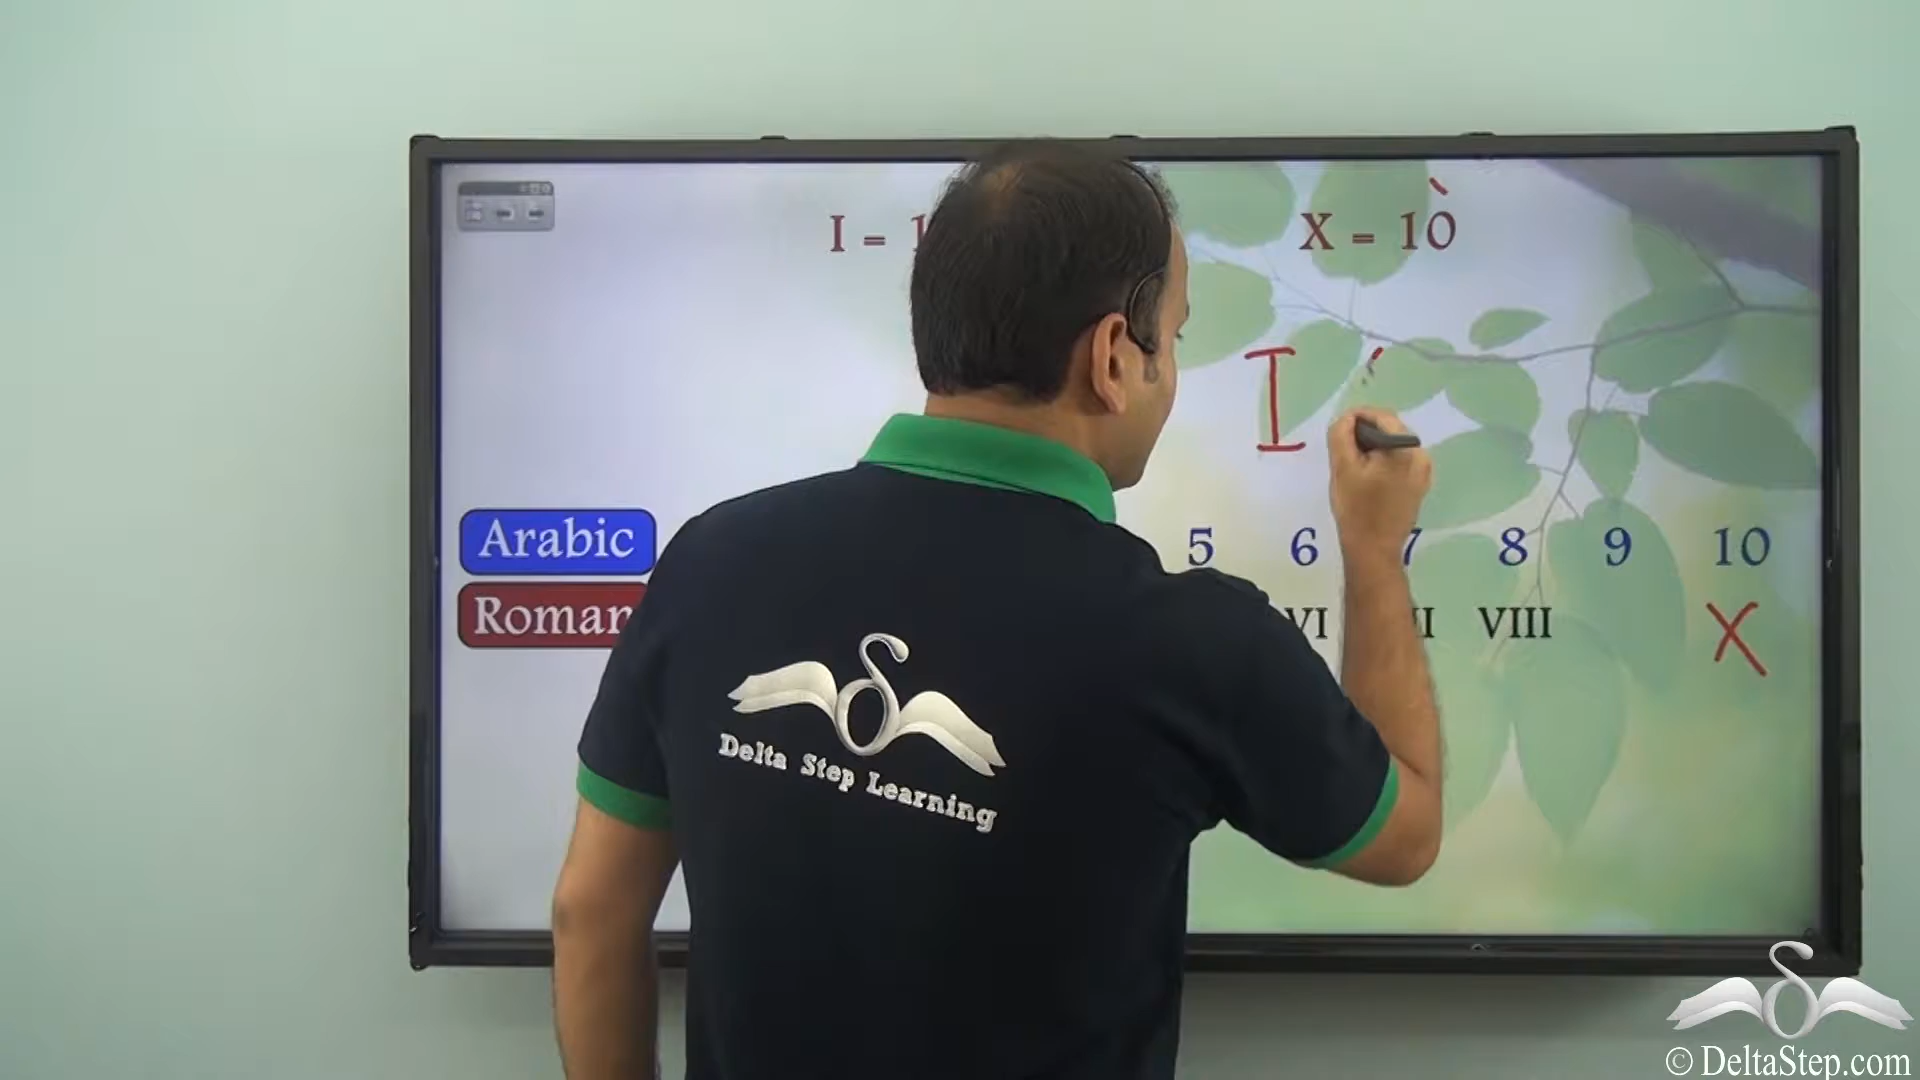 I = 1
X = 10
I
Arabic 5 6 7 8 9 10
Roman VI VIII X
Delta Step Learning
© DeltaStep.com